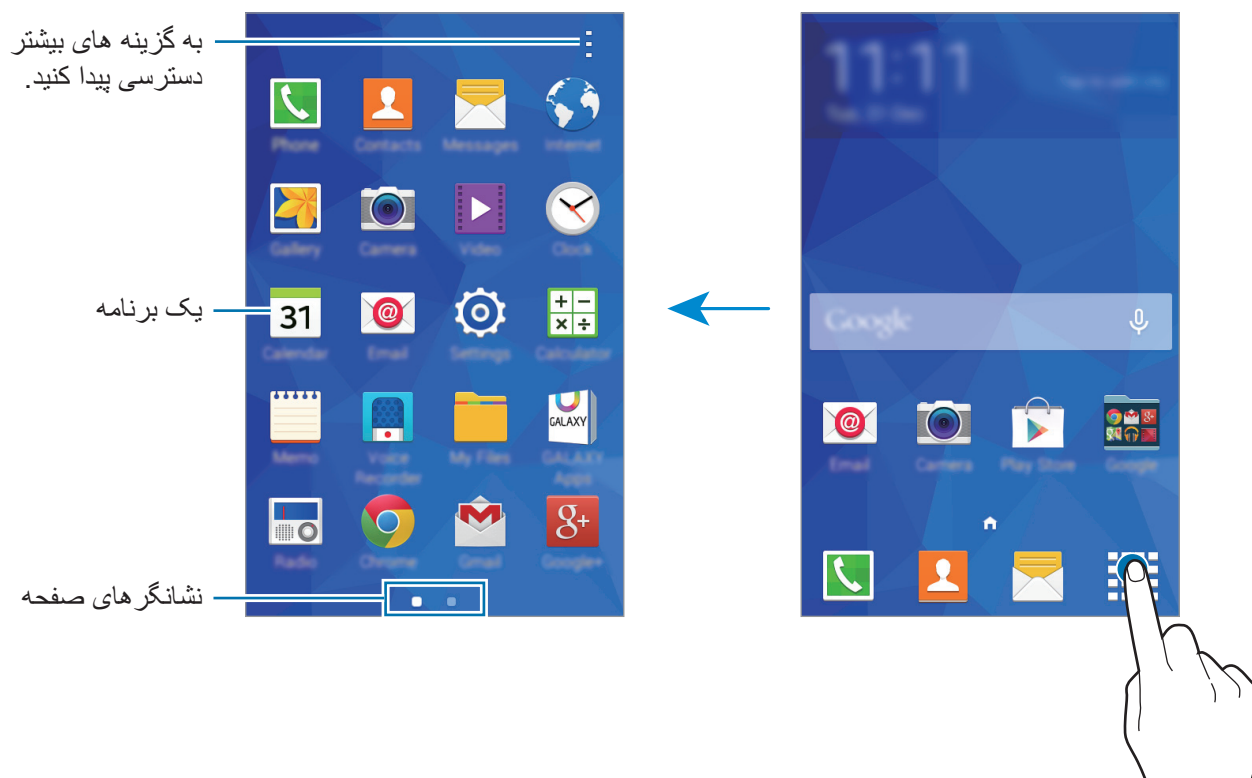 به گزینه های بیشتر
دسترسی پیدا کنید.
11:11
Phone
Contacts
Messages
Internet
Gallery
Camera
Video
Clock
یک برنامه
31
Calendar
Email
Settings
Calculator
Google
GALAXY
Memo
Voice
Recorder
My Files
GALAXY
Apps
Email
Camera
Play Store
Google
8+
Radio
Chrome
Gmail
Google+
نشانگرهای صفحه